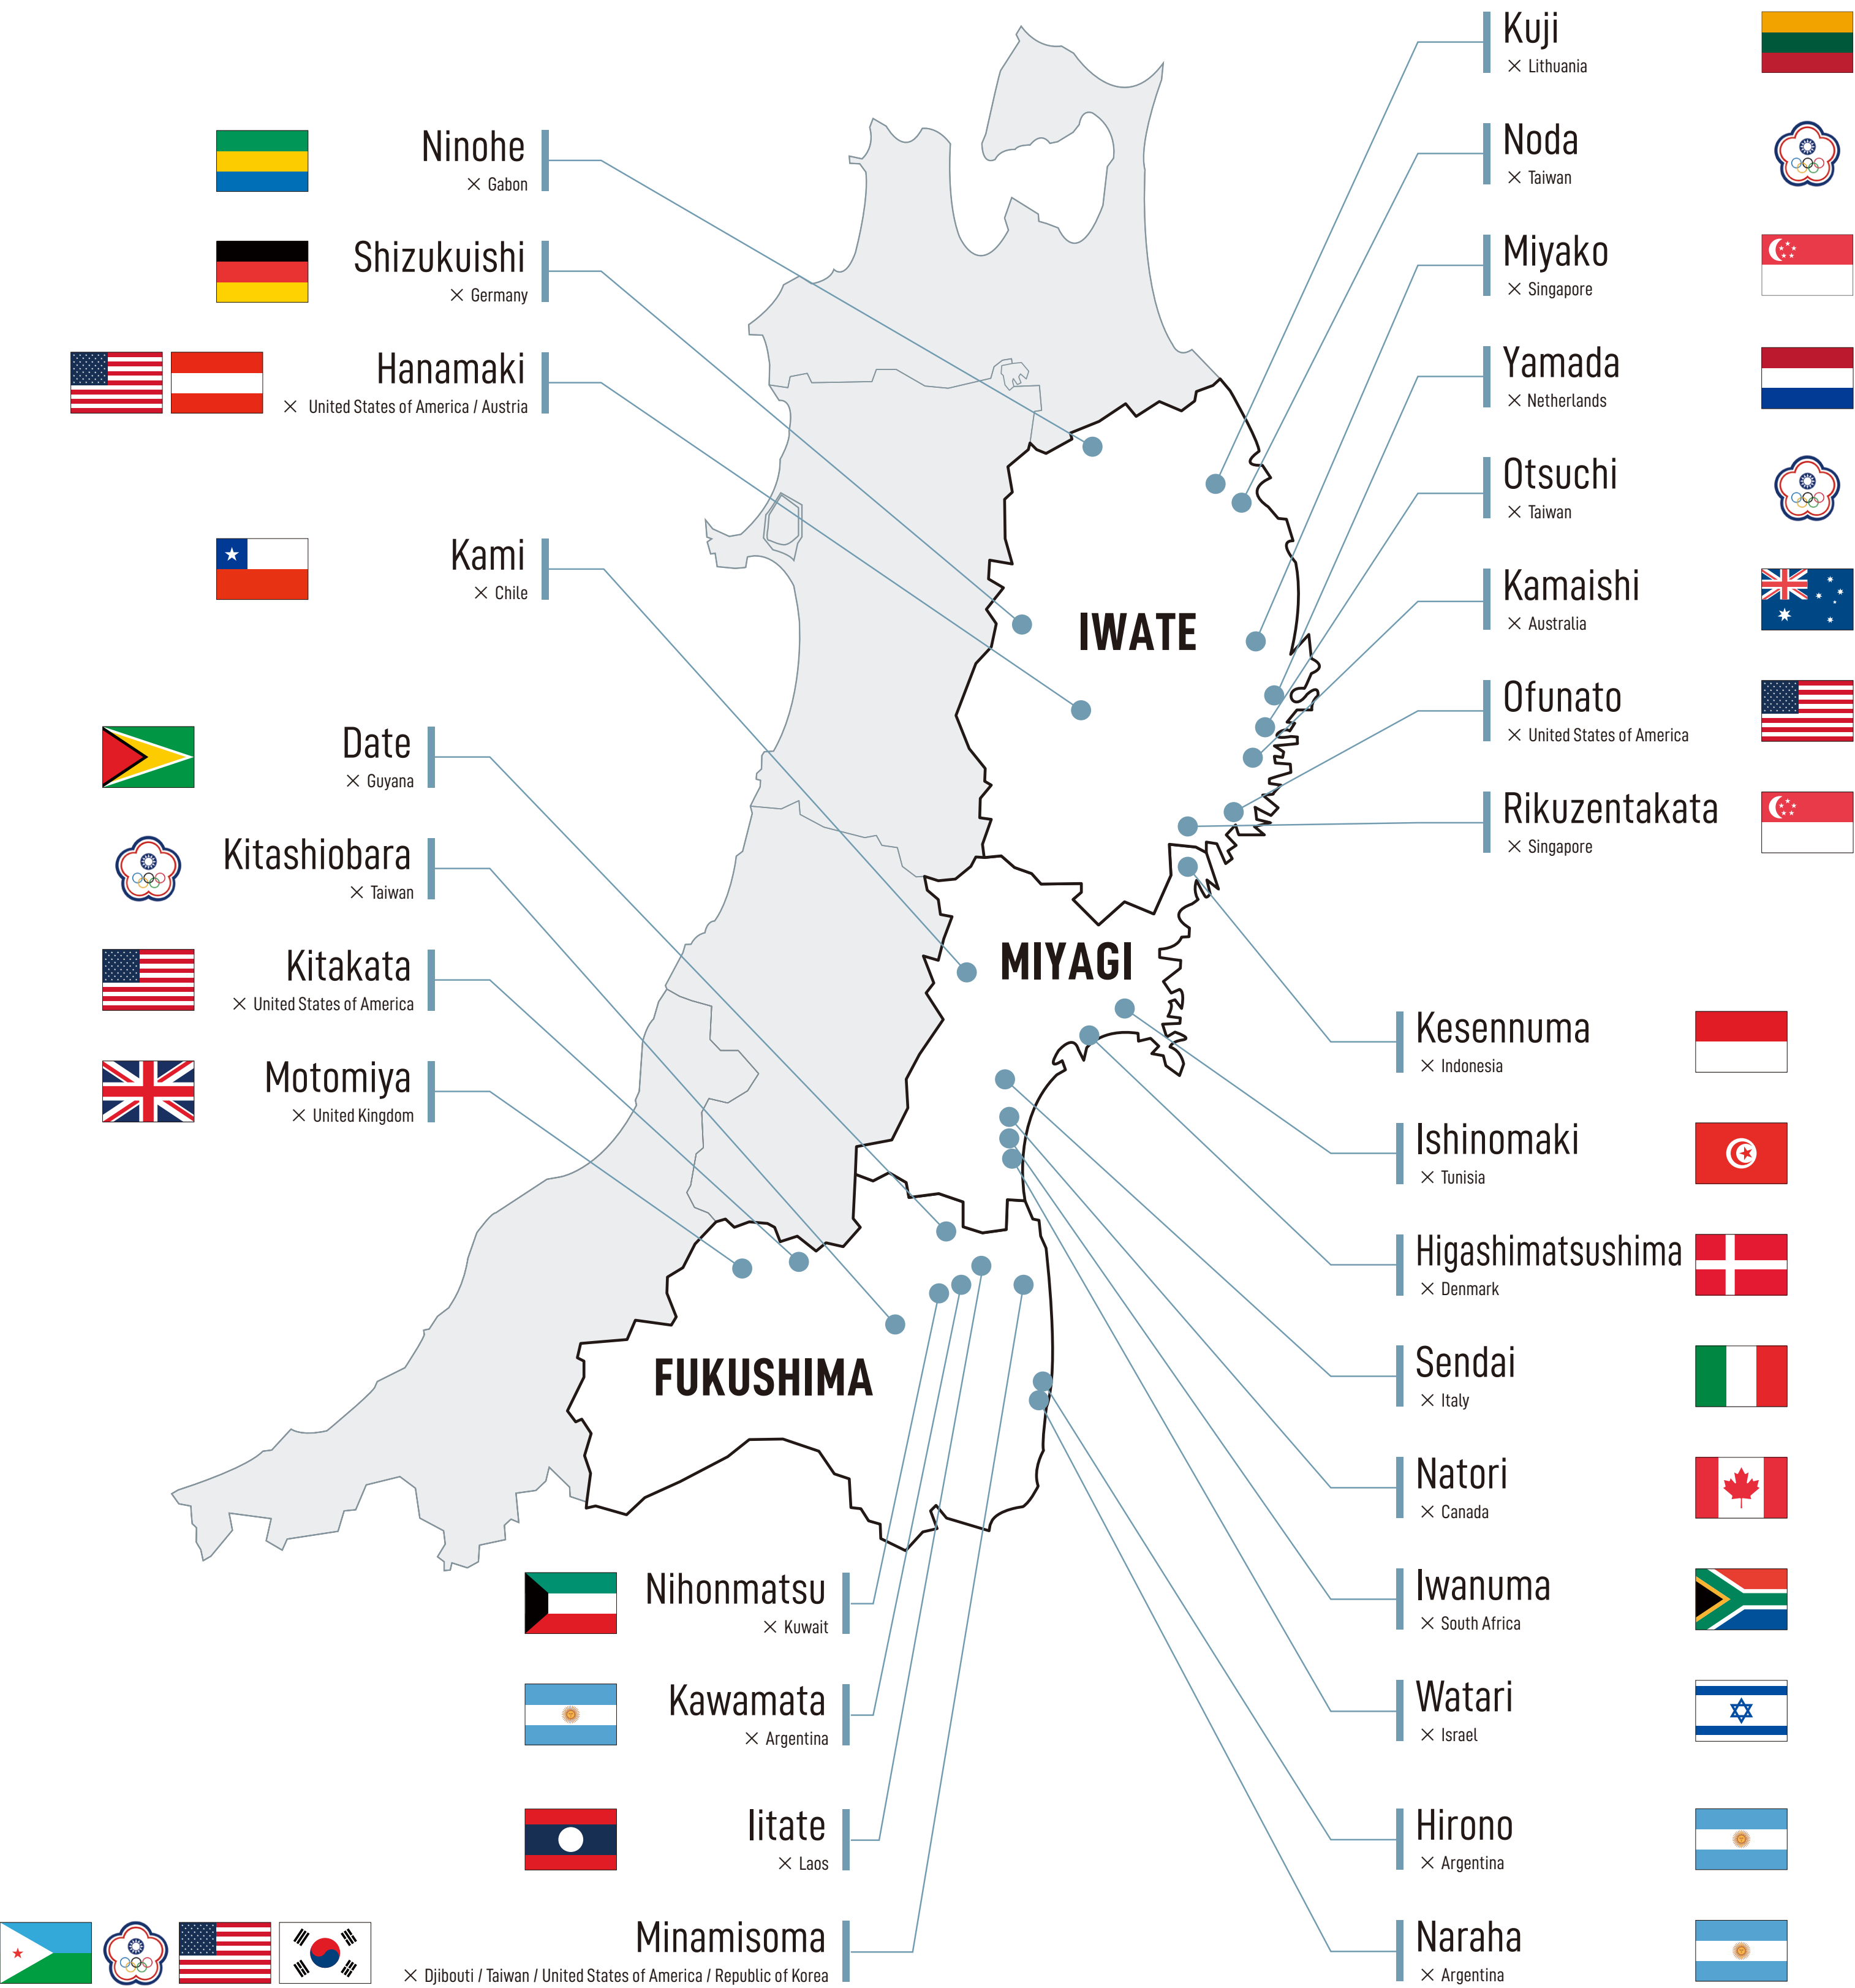 Ninohe
× Gabon
Shizukuishi
× Germany
Hanamaki
× United States of America / Austria
Kami
× Chile
Date
× Guyana
Kitashiobara
× Taiwan
Kitakata
× United States of America
Motomiya
× United Kingdom
IWATE
MIYAGI
FUKUSHIMA
Kuji
× Lithuania
Noda
× Taiwan
Miyako
× Singapore
Yamada
× Netherlands
Otsuchi
× Taiwan
Kamaishi
× Australia
Ofunato
× United States of America
Rikuzentakata
× Singapore
Kesennuma
× Indonesia
Ishinomaki
× Tunisia
Higashimatsushima
× Denmark
Sendai
× Italy
Natori
× Canada
Iwanuma
× South Africa
Watari
× Israel
Hirono
× Argentina
Naraha
× Argentina
Nihonmatsu
× Kuwait
Kawamata
× Argentina
Iitate
× Laos
Minamisoma
× Djibouti / Taiwan / United States of America / Republic of Korea